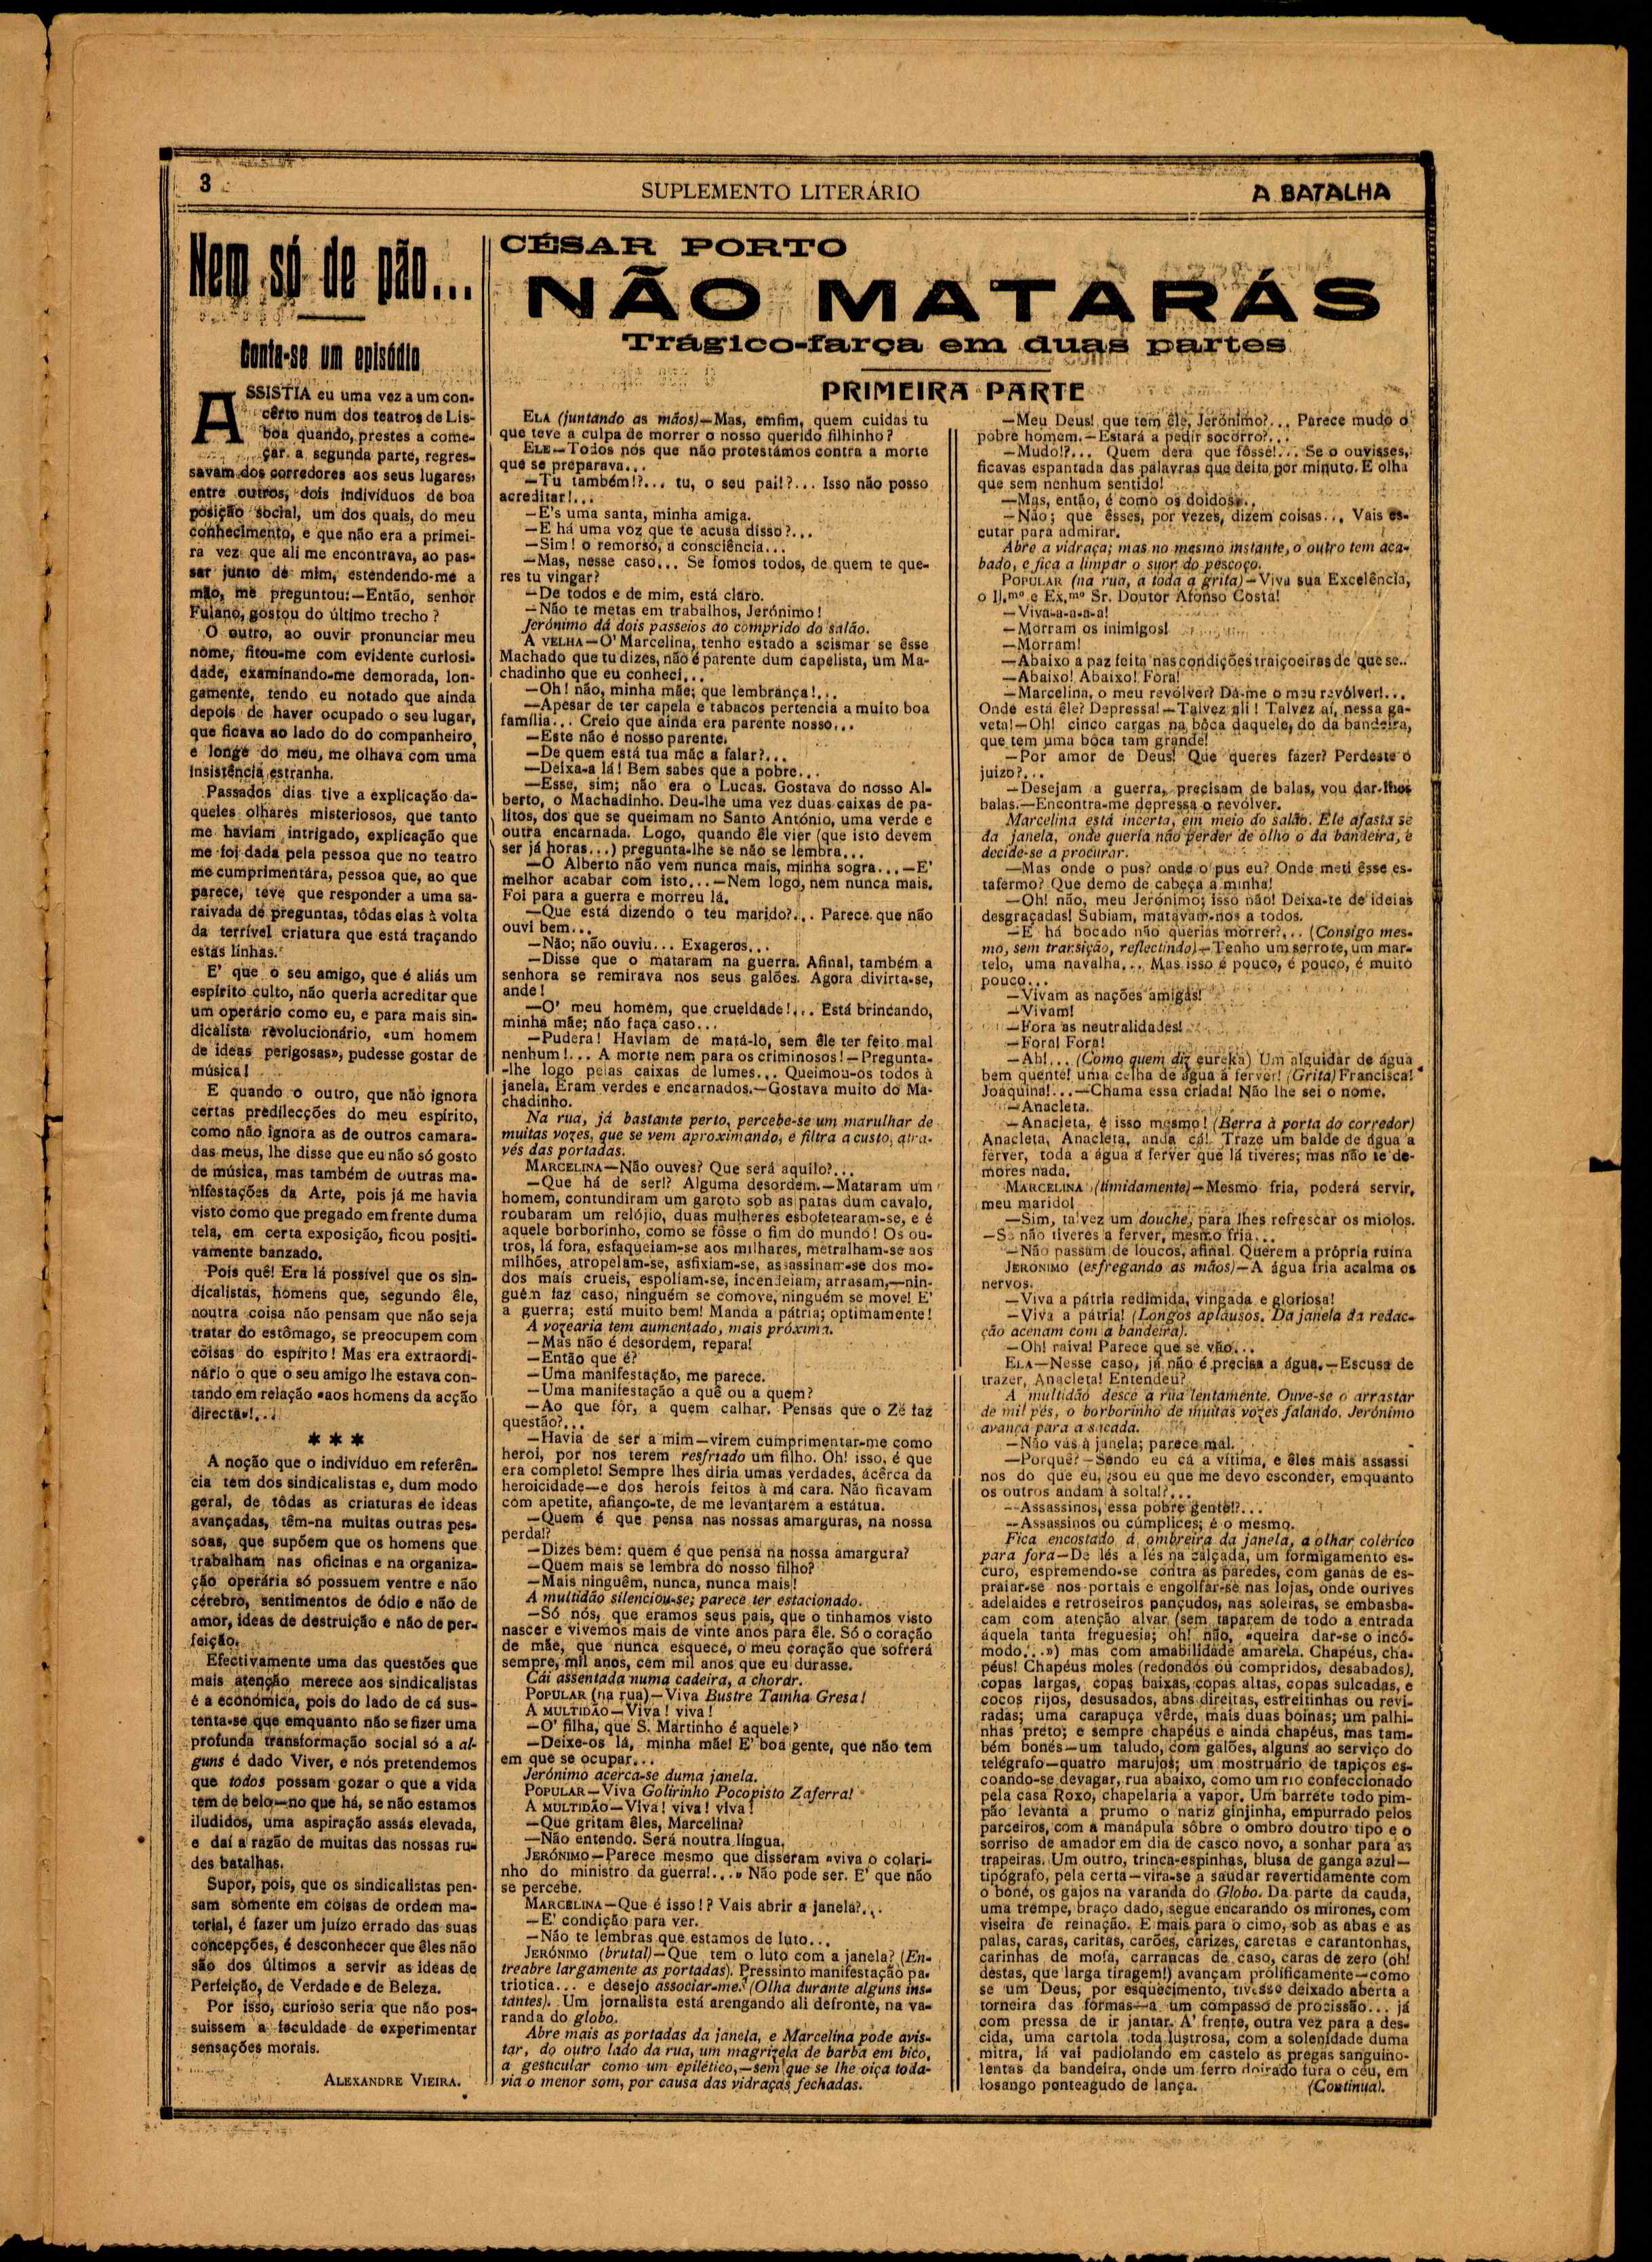 3
SUPLEMENTO LITERÁRIO
A BATALHA
Nem só de pão...
Conta-se um episódio
ASSISTIA eu uma vez a um con-
cêrto num dos teatros de Lis-
boa quando, prestes a come-
çar a segunda parte, regres-
savam dos corredores aos seus lugares,
entre outros, dois indivíduos de boa
posição social, um dos quais, do meu
conhecimento, e que não era a primei-
ra vez que ali me encontrava, ao pas-
sar junto de mim, estendendo-me a
mão, me preguntou:—Então, senhor
Fulano, gostou do último trecho?
O outro, ao ouvir pronunciar meu
nome, fitou-me com evidente curiosi-
dade, examinando-me demorada, lon-
gamente, tendo eu notado que ainda
depois de haver ocupado o seu lugar,
que ficava ao lado do do companheiro,
e longe do meu, me olhava com uma
insistência estranha.
Passados dias tive a explicação da-
queles olhares misteriosos, que tanto
me haviam intrigado, explicação que
me foi dada pela pessoa que no teatro
me cumprimentára, pessoa que, ao que
parece, teve que responder a uma sa-
raivada de preguntas, tôdas elas à volta
da terrível criatura que está traçando
estas linhas.
E' que o seu amigo, que é aliás um
espírito culto, não queria acreditar que
um operário como eu, e para mais sin-
dicalista revolucionário, «um homem
de ideas perigosas», pudesse gostar de
música!
E quando o outro, que não ignora
certas predilecções do meu espírito,
como não ignora as de outros camara-
das meus, lhe disse que eu não só gosto
de música, mas também de outras ma-
nifestações da Arte, pois já me havia
visto como que pregado em frente duma
tela, em certa exposição, ficou positi-
vamente banzado.
Pois quê! Era lá possível que os sin-
dicalistas, homens que, segundo êle,
noutra coisa não pensam que não seja
tratar do estômago, se preocupem com
coisas do espírito! Mas era extraordi-
nário o que o seu amigo lhe estava con-
tando em relação «aos homens da acção
directa»!...
* * *
A noção que o indivíduo em referên-
cia tem dos sindicalistas e, dum modo
geral, de tôdas as criaturas de ideas
avançadas, têm-na muitas outras pes-
soas, que supõem que os homens que
trabalham nas oficinas e na organiza-
ção operária só possuem ventre e não
cérebro, sentimentos de ódio e não de
amor, ideas de destruição e não de per-
feição.
Efectivamente uma das questões que
mais atenção merece aos sindicalistas
é a económica, pois do lado de cá sus-
tenta-se que emquanto não se fizer uma
profunda transformação social só a al-
guns é dado Viver, e nós pretendemos
que todos possam gozar o que a vida
tem de belo—no que há, se não estamos
iludidos, uma aspiração assás elevada,
e daí a razão de muitas das nossas ru-
des batalhas.
Supor, pois, que os sindicalistas pen-
sam sòmente em coisas de ordem ma-
terial, é fazer um juízo errado das suas
concepções, é desconhecer que êles não
são dos últimos a servir as ideas de
Perfeição, de Verdade e de Beleza.
Por isso, curioso seria que não pos-
suissem a faculdade de experimentar
sensações morais.
ALEXANDRE VIEIRA.
CÉSAR PORTO
NÃO MATARÁS
Trágico-farça em duas partes
PRIMEIRA PARTE
ELA (juntando as mãos)—Mas, emfim, quem cuidas tu
que teve a culpa de morrer o nosso querido filhinho?
ELE—Todos nós que não protestámos contra a morte
que se preparava...
—Tu também!?... tu, o seu pai!?... Isso não posso
acreditar!...
—E's uma santa, minha amiga.
—E há uma voz que te acusa disso?...
—Sim! o remorso, a consciência...
—Mas, nesse caso... Se fomos todos, de quem te que-
res tu vingar?
—De todos e de mim, está claro.
—Não te metas em trabalhos, Jerónimo!
Jerónimo dá dois passeios ao comprido do salão.
A VELHA—O' Marcelina, tenho estado a scismar se êsse
Machado que tu dizes, não é parente dum capelista, um Ma-
chadinho que eu conheci...
—Oh! não, minha mãe; que lembrança!...
—Apesar de ter capela e tabacos pertencia a muito boa
família... Creio que ainda era parente nosso...
—Este não é nosso parente.
—De quem está tua mãe a falar?...
—Deixa-a lá! Bem sabes que a pobre...
—Esse, sim; não era o Lucas. Gostava do nosso Al-
berto, o Machadinho. Deu-lhe uma vez duas caixas de pa-
litos, dos que se queimam no Santo António, uma verde e
outra encarnada. Logo, quando êle vier (que isto devem
ser já horas...) pregunta-lhe se não se lembra...
—O Alberto não vem nunca mais, minha sogra...—E'
melhor acabar com isto...—Nem logo, nem nunca mais.
Foi para a guerra e morreu lá.
—Que está dizendo o teu marido?... Parece que não
ouvi bem...
—Não; não ouviu... Exageros...
—Disse que o mataram na guerra. Afinal, também a
senhora se remirava nos seus galões. Agora divirta-se,
ande!
—O' meu homem, que crueldade!... Está brincando,
minha mãe; não faça caso...
—Pudera! Haviam de matá-lo, sem êle ter feito mal
nenhum!... A morte nem para os criminosos!—Pregunta-
-lhe logo pelas caixas de lumes... Queimou-os todos à
janela. Eram verdes e encarnados.—Gostava muito do Ma-
chadinho.
Na rua, já bastante perto, percebe-se um marulhar de
muitas vozes, que se vem aproximando, e filtra a custo, atra-
vés das portadas.
MARCELINA—Não ouves? Que será aquilo?...
—Que há de ser!? Alguma desordem.—Mataram um
homem, contundiram um garoto sob as patas dum cavalo,
roubaram um relójio, duas mulheres esbofetearam-se, e é
aquele borborinho, como se fôsse o fim do mundo! Os ou-
tros, lá fora, esfaqueiam-se aos milhares, metralham-se aos
milhões, atropelam-se, asfixiam-se, assassinam-se dos mo-
dos mais crueis, espoliam-se, incendeiam, arrasam,—nin-
guém faz caso, ninguém se comove, ninguém se move! E'
a guerra; está muito bem! Manda a pátria; optimamente!
A vozearia tem aumentado, mais próxima.
—Mas não é desordem, repara!
—Então que é?
—Uma manifestação, me parece.
—Uma manifestação a quê ou a quem?
—Ao que fôr, a quem calhar. Pensas que o Zé faz
questão?...
—Havia de ser a mim—virem cumprimentar-me como
heroi, por nos terem resfriado um filho. Oh! isso, é que
era completo! Sempre lhes diria umas verdades, ácêrca da
heroicidade—e dos herois feitos à má cara. Não ficavam
com apetite, afianço-te, de me levantarem a estátua.
—Quem é que pensa nas nossas amarguras, na nossa
perda!?
—Dizes bem: quem é que pensa na nossa amargura?
—Quem mais se lembra do nosso filho?
—Mais ninguêm, nunca, nunca mais!
A multidão silenciou-se; parece ter estacionado.
—Só nós, que eramos seus pais, que o tinhamos visto
nascer e vivemos mais de vinte anos para êle. Só o coração
de mãe, que nunca esquece, o meu coração que sofrerá
sempre, mil anos, cem mil anos que eu durasse.
Cái assentada numa cadeira, a chorar.
POPULAR (na rua)—Viva Bustre Tainha Gresa!
A MULTIDÃO—Viva! viva!
—O' filha, que S. Martinho é aquele?
—Deixe-os lá, minha mãe! E' boa gente, que não tem
em que se ocupar...
Jerónimo acerca-se duma janela.
POPULAR—Viva Golirinho Pocopisto Zaferra!
A MULTIDÃO—Viva! viva! viva!
—Que gritam êles, Marcelina?
—Não entendo. Será noutra língua.
JERÓNIMO—Parece mesmo que disseram «viva o colari-
nho do ministro da guerra!...» Não pode ser. E' que não
se percebe.
MARCELINA—Que é isso!? Vais abrir a janela?...
—E' condição para ver.
—Não te lembras que estamos de luto...
JERÓNIMO (brutal)—Que tem o luto com a janela? (En-
treabre largamente as portadas). Pressinto manifestação pa-
triotica... e desejo associar-me. (Olha durante alguns ins-
tantes). Um jornalista está arengando ali defronte, na va-
randa do globo.
Abre mais as portadas da janela, e Marcelina pode avis-
tar, do outro lado da rua, um magrizela de barba em bico,
a gesticular como um epilético,—sem que se lhe oiça toda-
via o menor som, por causa das vidraças fechadas.
—Meu Deus! que tem êle, Jerónimo?... Parece mudo o
pobre homem.—Estará a pedir socorro?...
—Mudo!?... Quem dera que fôsse!... Se o ouvisses,
ficavas espantada das palavras que deita por minuto. E olha
que sem nenhum sentido!
—Mas, então, é como os doidos...
—Não; que êsses, por vezes, dizem coisas... Vais es-
cutar para admirar.
Abre a vidraça; mas no mesmo instante, o outro tem aca-
bado, e fica a limpar o suor do pescoço.
POPULAR (na rua, a toda a grita)—Viva sua Excelência,
o Il.mo e Ex.mo Sr. Doutor Afonso Costa!
—Viva-a-a-a-a!
—Morram os inimigos!
—Morram!
—Abaixo a paz feita nas condições traiçoeiras de que se..
—Abaixo! Abaixo! Fora!
—Marcelina, o meu revólver? Dá-me o meu revólver!...
Onde está êle? Depressa!—Talvez ali! Talvez aí, nessa ga-
veta!—Oh! cinco cargas na bôca daquele, do da bandeira,
que tem uma bôca tam grande!
—Por amor de Deus! Que queres fazer? Perdeste o
juízo?...
—Desejam a guerra, precisam de balas, vou dar-lhes
balas.—Encontra-me depressa o revólver.
Marcelina está incerta, em meio do salão. Ele afasta-se
da janela, onde queria não perder de olho o da bandeira, e
decide-se a procurar.
—Mas onde o pus? onde o pus eu? Onde meti êsse es-
tafermo? Que demo de cabeça a minha!
—Oh! não, meu Jerónimo; isso não! Deixa-te de ideias
desgraçadas! Subiam, matavam-nos a todos.
—E há bocado não querias morrer?... (Consigo mes-
mo, sem transição, reflectindo)—Tenho um serrote, um mar-
telo, uma navalha... Mas isso é pouco, é pouco, é muito
pouco...
—Vivam as nações amigas!
—Vivam!
—Fora as neutralidades!
—Fora! Fora!
—Ah!... (Como quem diz eureka) Um alguidar de água
bem quente! uma celha de água a ferver! (Grita) Francisca!
Joaquina!...—Chama essa criada! Não lhe sei o nome.
—Anacleta.
—Anacleta, é isso mesmo! (Berra à porta do corredor)
Anacleta, Anacleta, anda cá! Traze um balde de água a
ferver, toda a água a ferver que lá tiveres; mas não te de-
mores nada.
MARCELINA (timidamente)—Mesmo fria, poderá servir,
meu marido!
—Sim, talvez um douche, para lhes refrescar os miolos.
—Se não tiveres a ferver, mesmo fria...
—Não passam de loucos, afinal. Querem a própria ruína
JERÓNIMO (esfregando as mãos)—A água fria acalma os
nervos.
—Viva a pátria redimida, vingada e gloriosa!
—Viva a pátria! (Longos aplausos. Da janela da redac-
ção acenam com a bandeira).
—Oh! raiva! Parece que se vão...
ELA—Nesse caso, já não é precisa a água.—Escusa de
trazer, Anacleta! Entendeu?
A multidão desce a rua lentamente. Ouve-se o arrastar
de mil pés, o borborinho de muitas vozes falando. Jerónimo
avança para a sacada.
—Não vás à janela; parece mal.
—Porquê?—Sendo eu cá a vítima, e êles mais assassi
nos do que eu, ¿sou eu que me devo esconder, emquanto
os outros andam à solta!?...
—Assassinos, essa pobre gente!?...
—Assassinos ou cúmplices; é o mesmo.
Fica encostado á ombreira da janela, a olhar colérico
para fora—De lés a lés na calçada, um formigamento es-
curo, espremendo-se contra as paredes, com ganas de es-
praiar-se nos portais e engolfar-se nas lojas, onde ourives
adelaides e retroseiros pançudos, nas soleiras, se embasba-
cam com atenção alvar (sem taparem de todo a entrada
áquela tanta freguesia; oh! não, «queira dar-se o incó-
modo...») mas com amabilidade amarela. Chapéus, cha-
péus! Chapéus moles (redondos ou compridos, desabados),
copas largas, copas baixas, copas altas, copas sulcadas, e
cocos rijos, desusados, abas direitas, estreitinhas ou revi-
radas; uma carapuça vêrde, mais duas boinas; um palhi-
nhas preto; e sempre chapéus e ainda chapéus, mas tam-
bém bonés—um taludo, com galões, alguns ao serviço do
telégrafo—quatro marujos; um mostruário de tapiços es-
coando-se devagar, rua abaixo, como um rio confeccionado
pela casa Roxo, chapelaria a vapor. Um barrete todo pim-
pão levanta a prumo o nariz ginjinha, empurrado pelos
parceiros, com a manápula sôbre o ombro doutro tipo e o
sorriso de amador em dia de casco novo, a sonhar para as
trapeiras. Um outro, trinca-espinhas, blusa de ganga azul—
tipógrafo, pela certa—vira-se a saudar revertidamente com
o boné, os gajos na varanda do Globo. Da parte da cauda,
uma trempe, braço dado, segue encarando os mirones, com
viseira de reinação. E mais para o cimo, sob as abas e as
palas, caras, caritas, carões, carizes, caretas e carantonhas,
carinhas de mofa, carrancas de caso, caras de zero (oh!
destas, que larga tiragem!) avançam prolificamente—como
se um Deus, por esquecimento, tivesse deixado aberta a
torneira das formas—a um compasso de procissão... já
com pressa de ir jantar. A' frente, outra vez para a des-
cida, uma cartola toda lustrosa, com a solenidade duma
mitra, lá vai padiolando em castelo as pregas sanguino-
lentas da bandeira, onde um ferro doirado fura o céu, em
losango ponteagudo de lança.
(Continua).